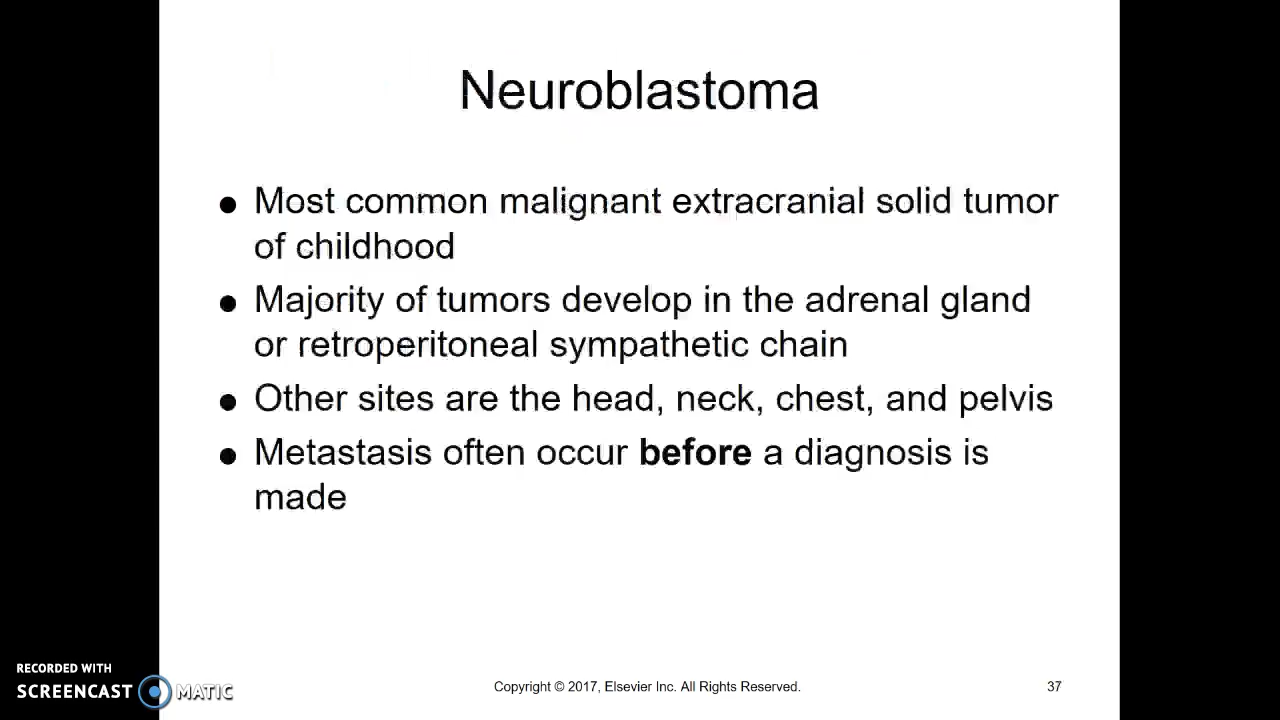 Neuroblastoma
● Most common malignant extracranial solid tumor
of childhood
● Majority of tumors develop in the adrenal gland
or retroperitoneal sympathetic chain
● Other sites are the head, neck, chest, and pelvis
● Metastasis often occur before a diagnosis is
made
RECORDED WITH
SCREENCAST MATIC
Copyright © 2017, Elsevier Inc. All Rights Reserved.
37